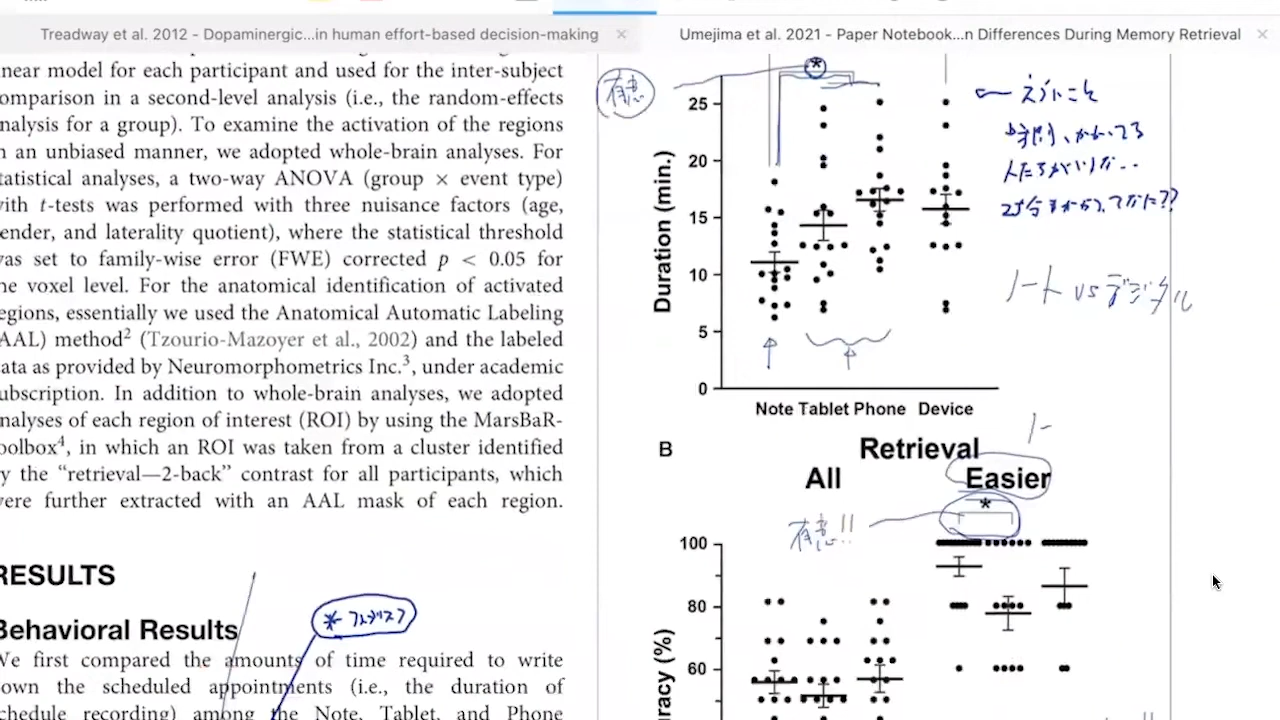 Treadway et al. 2012 - Dopaminergic...in human effort-based decision-making
Umejima et al. 2021 - Paper Notebook...n Differences During Memory Retrieval
near model for each participant and used for the inter-subject
omparison in a second-level analysis (i.e., the random-effects
nalysis for a group). To examine the activation of the regions
n an unbiased manner, we adopted whole-brain analyses. For
tatistical analyses, a two-way ANOVA (group × event type)
with t-tests was performed with three nuisance factors (age,
ender, and laterality quotient), where the statistical threshold
was set to family-wise error (FWE) corrected p < 0.05 for
he voxel level. For the anatomical identification of activated
egions, essentially we used the Anatomical Automatic Labeling
AAL) method2 (Tzourio-Mazoyer et al., 2002) and the labeled
ata as provided by Neuromorphometrics Inc.3, under academic
ubscription. In addition to whole-brain analyses, we adopted
nalyses of each region of interest (ROI) by using the MarsBaR-
oolbox4, in which an ROI was taken from a cluster identified
y the “retrieval—2-back” contrast for all participants, which
were further extracted with an AAL mask of each region.
RESULTS
Behavioral Results
We first compared the amounts of time required to write
own the scheduled appointments (i.e., the duration of
chedule recording) among the Note, Tablet, and Phone
有意
*
25
20
15
10
5
0
Duration (min.)
Note Tablet Phone Device
ノート vs デジタル
B
Retrieval
All
Easier
*
有意!!
100
80
60
uracy (%)